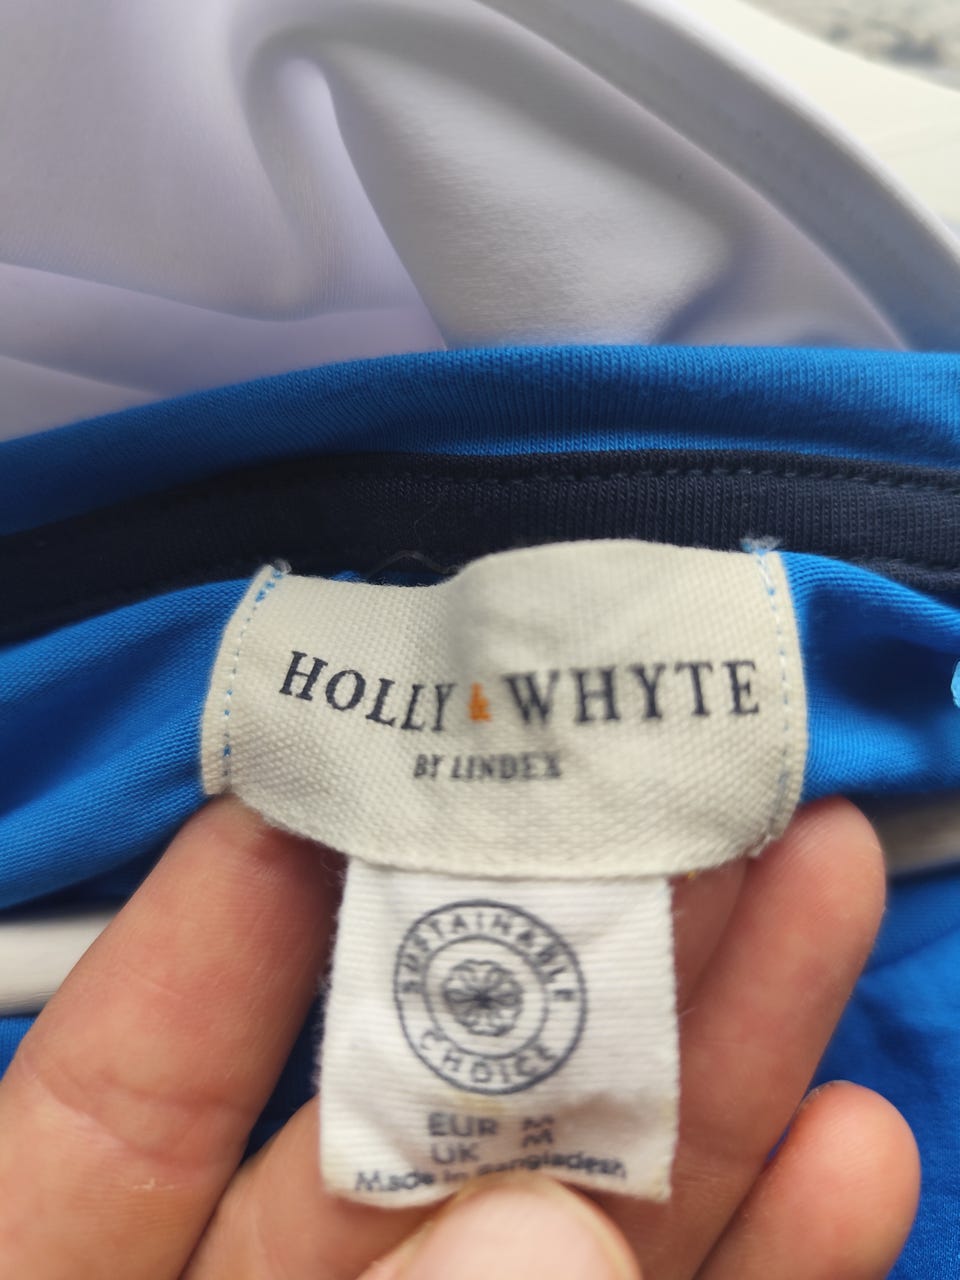 HOLLY & WHYTE
BY LINDEX
SUSTAINABLE
CHOICE
EUR M
UK M
Made in Bangladesh